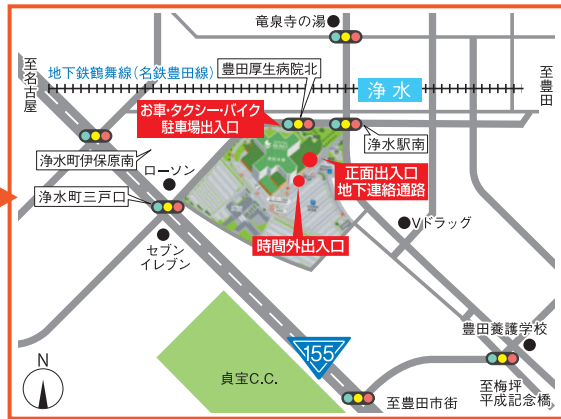 竜泉寺の湯
至名古屋
地下鉄鶴舞線(名鉄豊田線)
豊田厚生病院北
浄水
至豊田
お車・タクシー・バイク
駐車場出入口
浄水駅南
浄水町伊保原南
ローソン
正面出入口
地下連絡通路
浄水町三戸口
Vドラッグ
時間外出入口
セブン
イレブン
155
豊田養護学校
貞宝C.C.
N
至梅坪
平成記念橋
至豊田市街